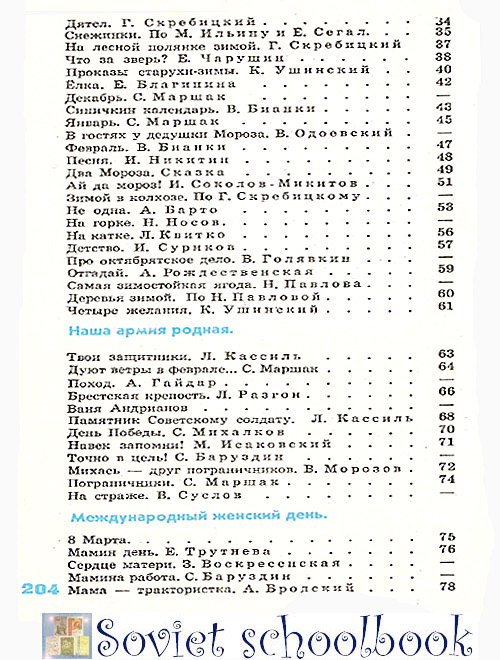 Дятел. Г. Скребицкий . . . . . . . 34
Снежинки. По М. Ильину и Е. Сегал. . . . 35
На лесной полянке зимой. Г. Скребицкий 37
Что за зверь? Е. Чарушин . . . . . . 38
Проказы старухи-зимы. К. Ушинский . . 40
Ёлка. Е. Благинина . . . . . . . 42
Декабрь. С. Маршак . . . . . . . —
Синичкин календарь. В. Бианки . . . . 43
Январь. С. Маршак . . . . . . . 45
В гостях у дедушки Мороза. В. Одоевский . —
Февраль. В. Бианки . . . . . . . 47
Песня. И. Никитин . . . . . . . 48
Два Мороза. Сказка . . . . . . . 49
Ай да мороз! И. Соколов-Микитов . . . 51
Зимой в колхозе. По Г. Скребицкому . . . —
Не одна. А. Барто . . . . . . . 53
На горке. Н. Носов. . . . . . . . —
На катке. Л. Квитко . . . . . . . 56
Детство. И. Суриков . . . . . . . 57
Про октябрятское дело. В. Голявкин . . . —
Отгадай. А. Рождественская . . . . . 59
Самая зимостойкая ягода. Н. Павлова . . . —
Деревья зимой. По Н. Павловой . . . . 60
Четыре желания. К. Ушинский . . . . 61
Наша армия родная.
Твои защитники. Л. Кассиль . . . . . 63
Дуют ветры в феврале... С. Маршак . . . 64
Поход. А. Гайдар . . . . . . . . —
Брестская крепость. Л. Разгон . . . . . 66
Ваня Андрианов . . . . . . . . —
Памятник Советскому солдату. Л. Кассиль 68
День Победы. С. Михалков . . . . . 70
Навек запомни! М. Исаковский . . . . 71
Точно в цель! С. Баруздин . . . . . . —
Михась — друг пограничников. В. Морозов . 72
Пограничники. С. Маршак . . . . . . 74
На страже. В. Суслов . . . . . . . —
Международный женский день.
8 Марта. . . . . . . . . . . 75
Мамин день. Е. Трутнева . . . . . . 76
Сердце матери. З. Воскресенская . . . . —
Мамина работа. С. Баруздин . . . . . —
204 Мама — трактористка. А. Бродский . . . 78
Soviet schoolbook